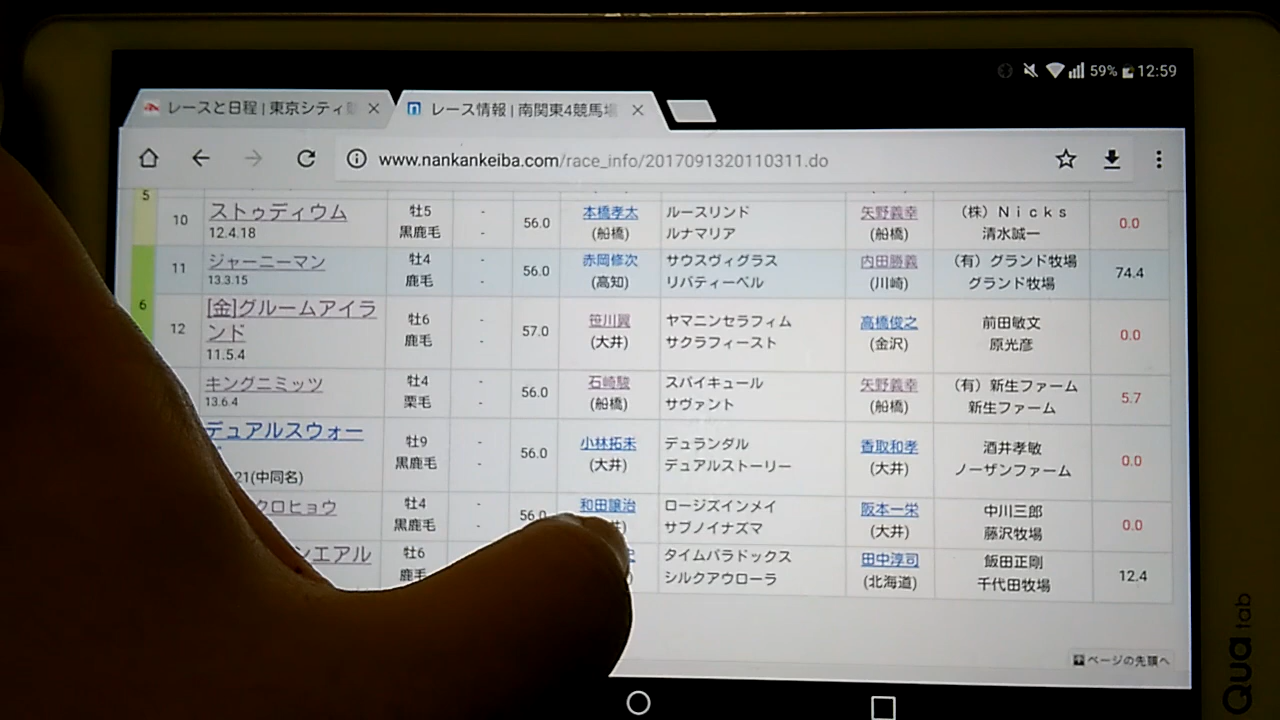 59% 12:59
レースと日程 | 東京シティ
レース情報 | 南関東4競馬場
www.nankankeiba.com/race_info/2017091320110311.do
5
10 ストゥディウム 牡5 - 56.0 本橋孝太 ルースリンド 矢野義幸 (株)Nicks 0.0
12.4.18 黒鹿毛 - (船橋) ルナマリア (船橋) 清水誠一
11 ジャーニーマン 牡4 - 56.0 赤岡修次 サウスヴィグラス 内田勝義 (有)グランド牧場 74.4
13.3.15 鹿毛 - (高知) リバティーベル (川崎) グランド牧場
6
12 [金]グルームアイラ 牡6 - 57.0 笹川翼 ヤマニンセラフィム 高橋俊之 前田敏文 0.0
ンド 鹿毛 - (大井) サクラフィースト (金沢) 原光彦
11.5.4
キングニミッツ 牡4 - 56.0 石崎駿 スパイキュール 矢野義幸 (有)新生ファーム 5.7
13.6.4 栗毛 - (船橋) サヴァント (船橋) 新生ファーム
デュアルスウォー 牡9 - 56.0 小林拓未 デュランダル 香取和孝 酒井孝敏 0.0
黒鹿毛 - (大井) デュアルストーリー (大井) ノーザンファーム
21(中同名)
クロヒョウ 牡4 - 56.0 和田譲治 ロージズインメイ 阪本一栄 中川三郎 0.0
黒鹿毛 - サブノイナズマ (大井) 藤沢牧場
ンエアル 牡6 タイムパラドックス 田中淳司 飯田正剛 12.4
鹿毛 シルクアウローラ (北海道) 千代田牧場
ページの先頭へ
Qua tab